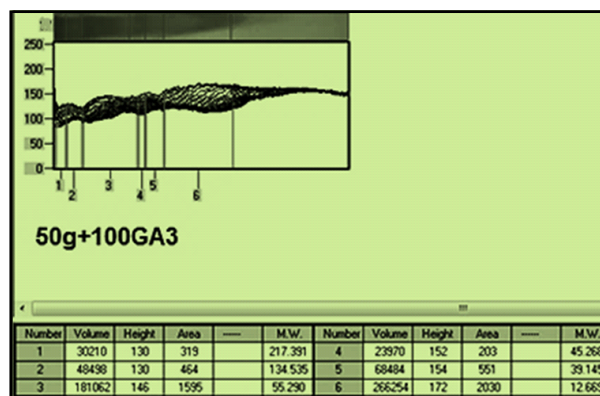 250
200
150
100
50
0
1 2 3 4 5 6
50g+100GA3
Number Volume Height Area ---- M.W. Number Volume Height Area ---- M.W.
1 30210 130 319 217.391 4 23970 152 203 45.268
2 48498 130 464 134.535 5 68484 154 551 39.145
3 181062 146 1595 55.290 6 266254 172 2030 12.669